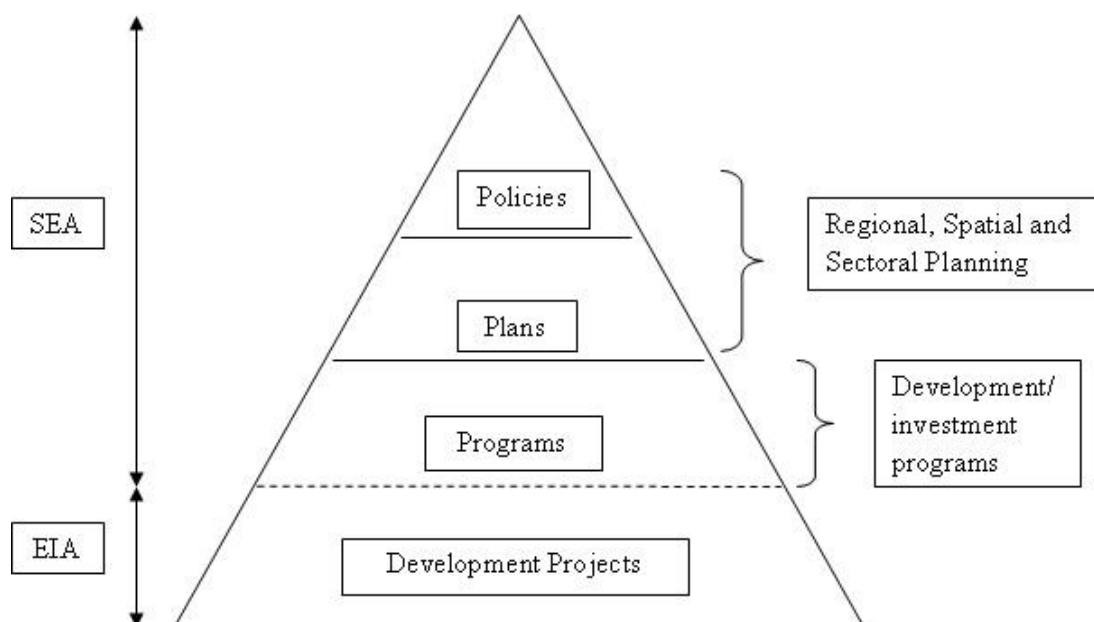 Policies
SEA
Regional, Spatial and
Sectoral Planning
Plans
Development/
investment
programs
Programs
EIA
Development Projects